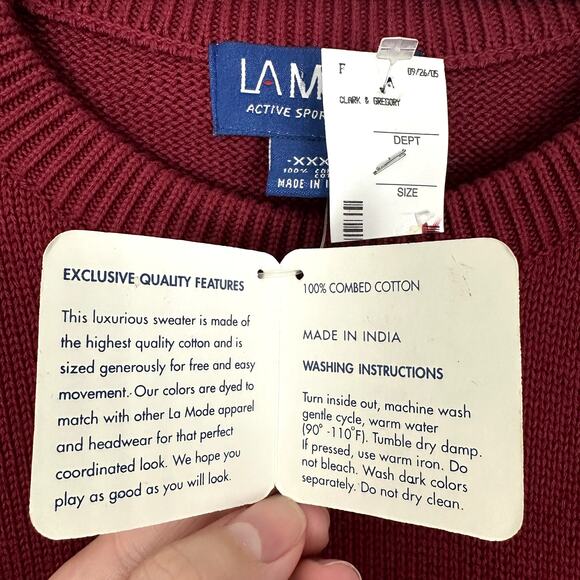 LA M
ACTIVE SPOR
-XXX
100% CO
MADE IN I
F A 09/26/05
CLARK & GREGORY
DEPT
SIZE
EXCLUSIVE QUALITY FEATURES
This luxurious sweater is made of
the highest quality cotton and is
sized generously for free and easy
movement. Our colors are dyed to
match with other La Mode apparel
and headwear for that perfect
coordinated look. We hope you
play as good as you will look.
100% COMBED COTTON
MADE IN INDIA
WASHING INSTRUCTIONS
Turn inside out, machine wash
gentle cycle, warm water
(90° -110°F). Tumble dry damp.
If pressed, use warm iron. Do
not bleach. Wash dark colors
separately. Do not dry clean.